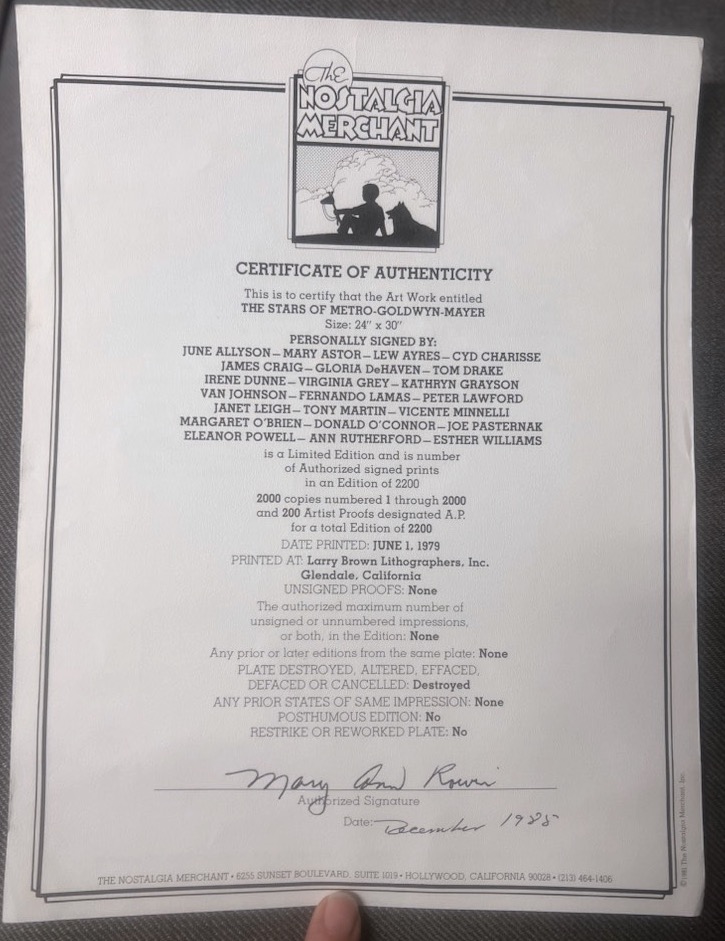 The
NOSTALGIA
MERCHANT
CERTIFICATE OF AUTHENTICITY
This is to certify that the Art Work entitled
THE STARS OF METRO-GOLDWYN-MAYER
Size: 24" x 30"
PERSONALLY SIGNED BY:
JUNE ALLYSON – MARY ASTOR – LEW AYRES – CYD CHARISSE
JAMES CRAIG – GLORIA DeHAVEN – TOM DRAKE
IRENE DUNNE – VIRGINIA GREY – KATHRYN GRAYSON
VAN JOHNSON – FERNANDO LAMAS – PETER LAWFORD
JANET LEIGH – TONY MARTIN – VICENTE MINNELLI
MARGARET O'BRIEN – DONALD O'CONNOR – JOE PASTERNAK
ELEANOR POWELL – ANN RUTHERFORD – ESTHER WILLIAMS
is a Limited Edition and is number
of Authorized signed prints
in an Edition of 2200
2000 copies numbered 1 through 2000
and 200 Artist Proofs designated A.P.
for a total Edition of 2200
DATE PRINTED: JUNE 1, 1979
PRINTED AT: Larry Brown Lithographers, Inc.
Glendale, California
UNSIGNED PROOFS: None
The authorized maximum number of
unsigned or unnumbered impressions,
or both, in the Edition: None
Any prior or later editions from the same plate: None
PLATE DESTROYED, ALTERED, EFFACED,
DEFACED OR CANCELLED: Destroyed
ANY PRIOR STATES OF SAME IMPRESSION: None
POSTHUMOUS EDITION: No
RESTRIKE OR REWORKED PLATE: No
Mary Ann
Authorized Signature
Date: December 1985
THE NOSTALGIA MERCHANT • 6255 SUNSET BOULEVARD, SUITE 1019 • HOLLYWOOD, CALIFORNIA 90028 • (213) 464-1406
The Nostalgia Merchant, Inc.